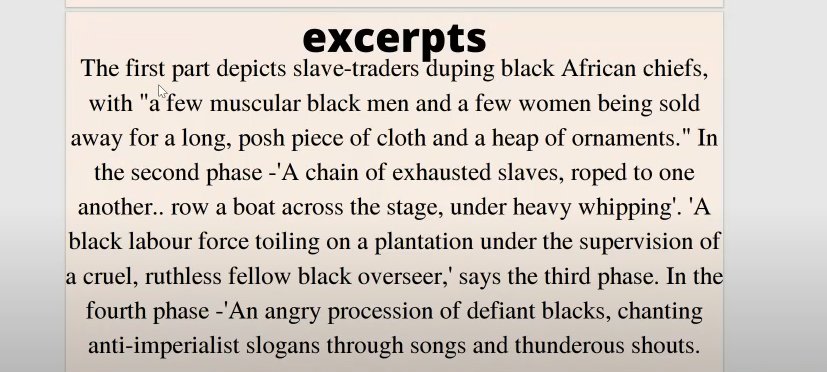 excerpts
The first part depicts slave-traders duping black African chiefs,
with "a few muscular black men and a few women being sold
away for a long, posh piece of cloth and a heap of ornaments." In
the second phase -'A chain of exhausted slaves, roped to one
another.. row a boat across the stage, under heavy whipping'. 'A
black labour force toiling on a plantation under the supervision of
a cruel, ruthless fellow black overseer,' says the third phase. In the
fourth phase -'An angry procession of defiant blacks, chanting
anti-imperialist slogans through songs and thunderous shouts.